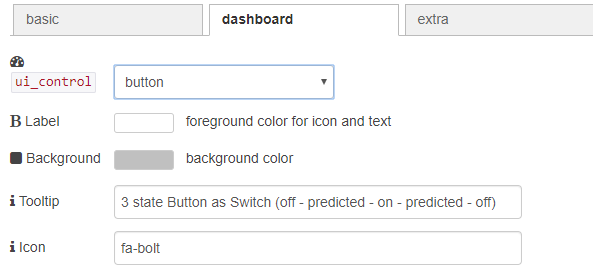 basic dashboard extra
ui_control button
B Label foreground color for icon and text
Background background color
Tooltip 3 state Button as Switch (off - predicted - on - predicted - off)
Icon fa-bolt